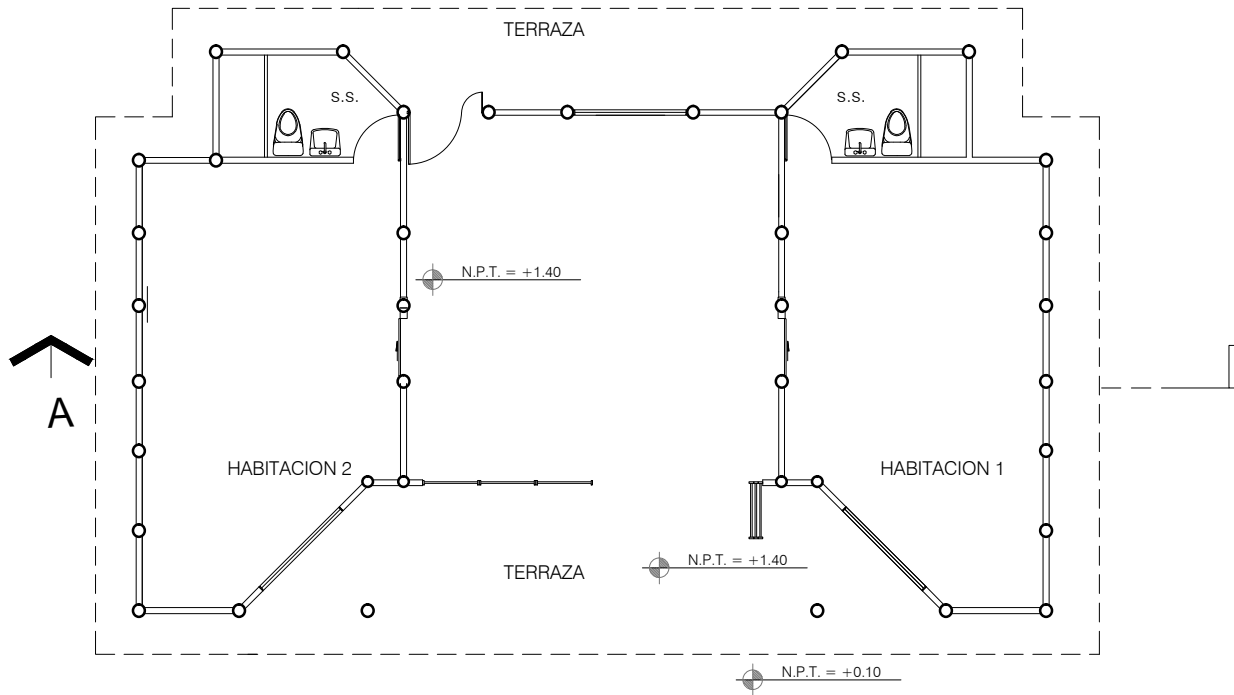 TERRAZA
S.S.
S.S.
N.P.T. = +1.40
A
HABITACION 2
HABITACION 1
N.P.T. = +1.40
TERRAZA
N.P.T. = +0.10